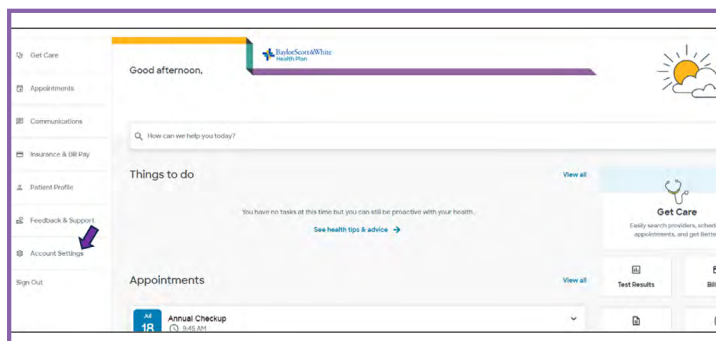 Get Care
Appointments
Communications
Insurance & Bill Pay
Patient Profile
Feedback & Support
Account Settings
Sign Out
BaylorScott&White
Health Plan
Good afternoon,
How can we help you today?
Things to do
View all
You have no tasks at this time but you can still be proactive with your health.
See health tips & advice
Get Care
Easily search providers, sched
appointments, and get Bette
Appointments
View all
Test Results
Bil
Jul
18
Annual Checkup
9:45 AM